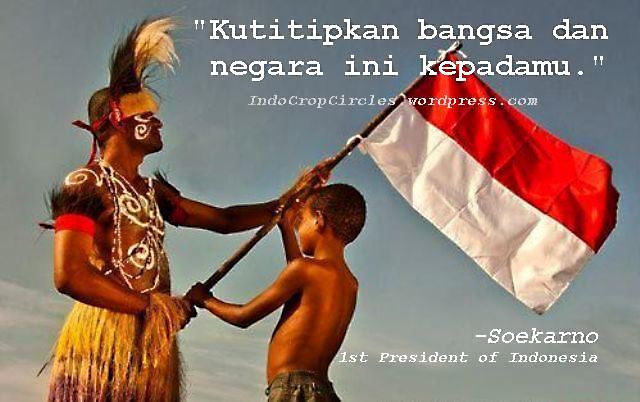 "Kutitipkan bangsa dan
negara ini kepadamu."
IndoCropCircles.wordpress.com
-Soekarno
1st President of Indonesia